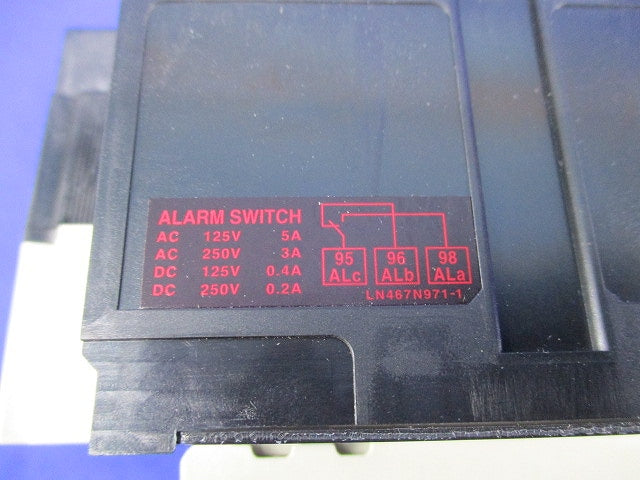 ALARM SWITCH
AC 125V 5A
AC 250V 3A
DC 125V 0.4A
DC 250V 0.2A
95 96 98
ALc ALb ALa
LN467N971-1